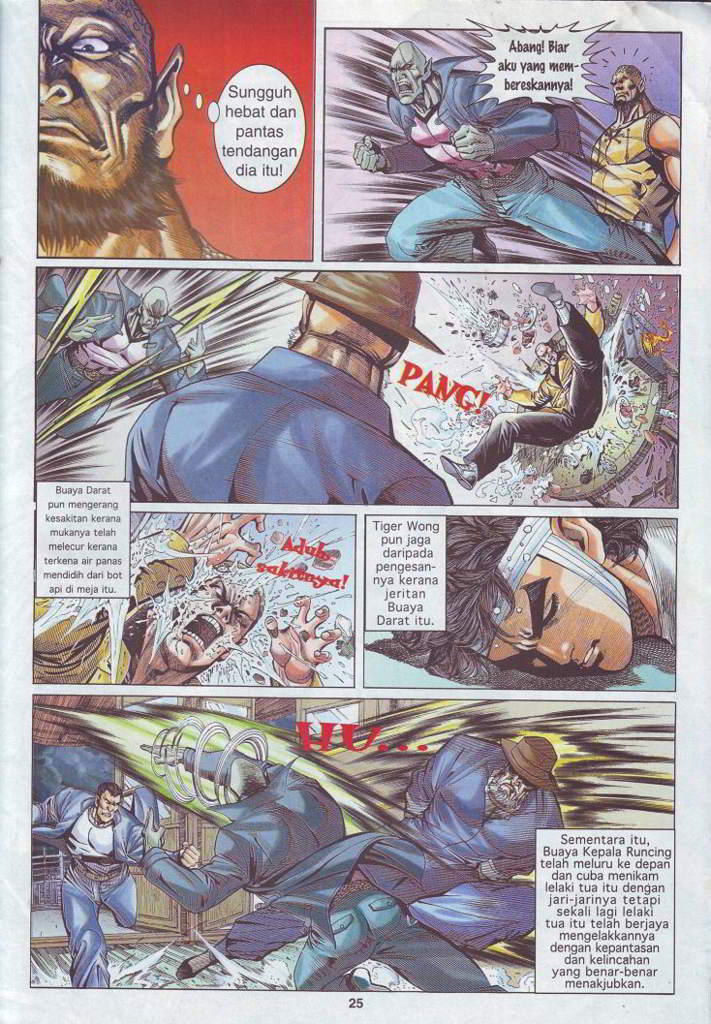 Sungguh
hebat dan
pantas
tendangan
dia itu!
Abang! Biar
aku yang mem-
bereskannya!
PANG!
Buaya Darat
pun mengerang
kesakitan kerana
mukanya telah
melecur kerana
terkena air panas
mendidih dari bot
api di meja itu.
Aduh,
sakitnya!
Tiger Wong
pun jaga
daripada
pengesan-
nya kerana
jeritan
Buaya
Darat itu.
HU...
Sementara itu,
Buaya Kepala Runcing
telah meluru ke depan
dan cuba menikam
lelaki tua itu dengan
jari-jarinya tetapi
sekali lagi lelaki
tua itu telah berjaya
mengelakkannya
dengan kepantasan
dan kelincahan
yang benar-benar
menakjubkan.
25